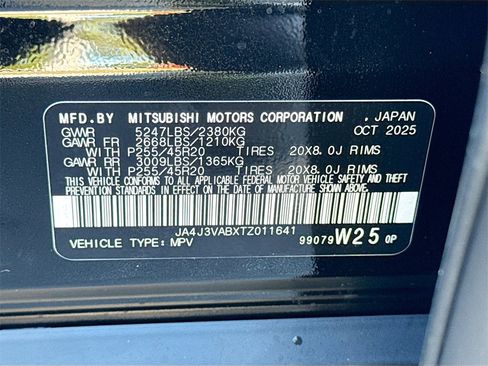 MFD.BY MITSUBISHI MOTORS CORPORATION , JAPAN
GVWR 5247LBS/2380KG OCT 2025
GAWR FR 2668LBS/1210KG
WITH P255/45R20 TIRES 20X8.0J RIMS
GAWR RR 3009LBS/1365KG
WITH P255/45R20 TIRES 20X8.0J RIMS
THIS VEHICLE CONFORMS TO ALL APPLICABLE FEDERAL
MOTOR VEHICLE SAFETY, BUMPER, AND THEFT
PREVENTION STANDARDS IN EFFECT ON THE DATE OF
MANUFACTURE SHOWN ABOVE.
JA4J3VABXTZ011641
VEHICLE TYPE: MPV 99079W25 0P